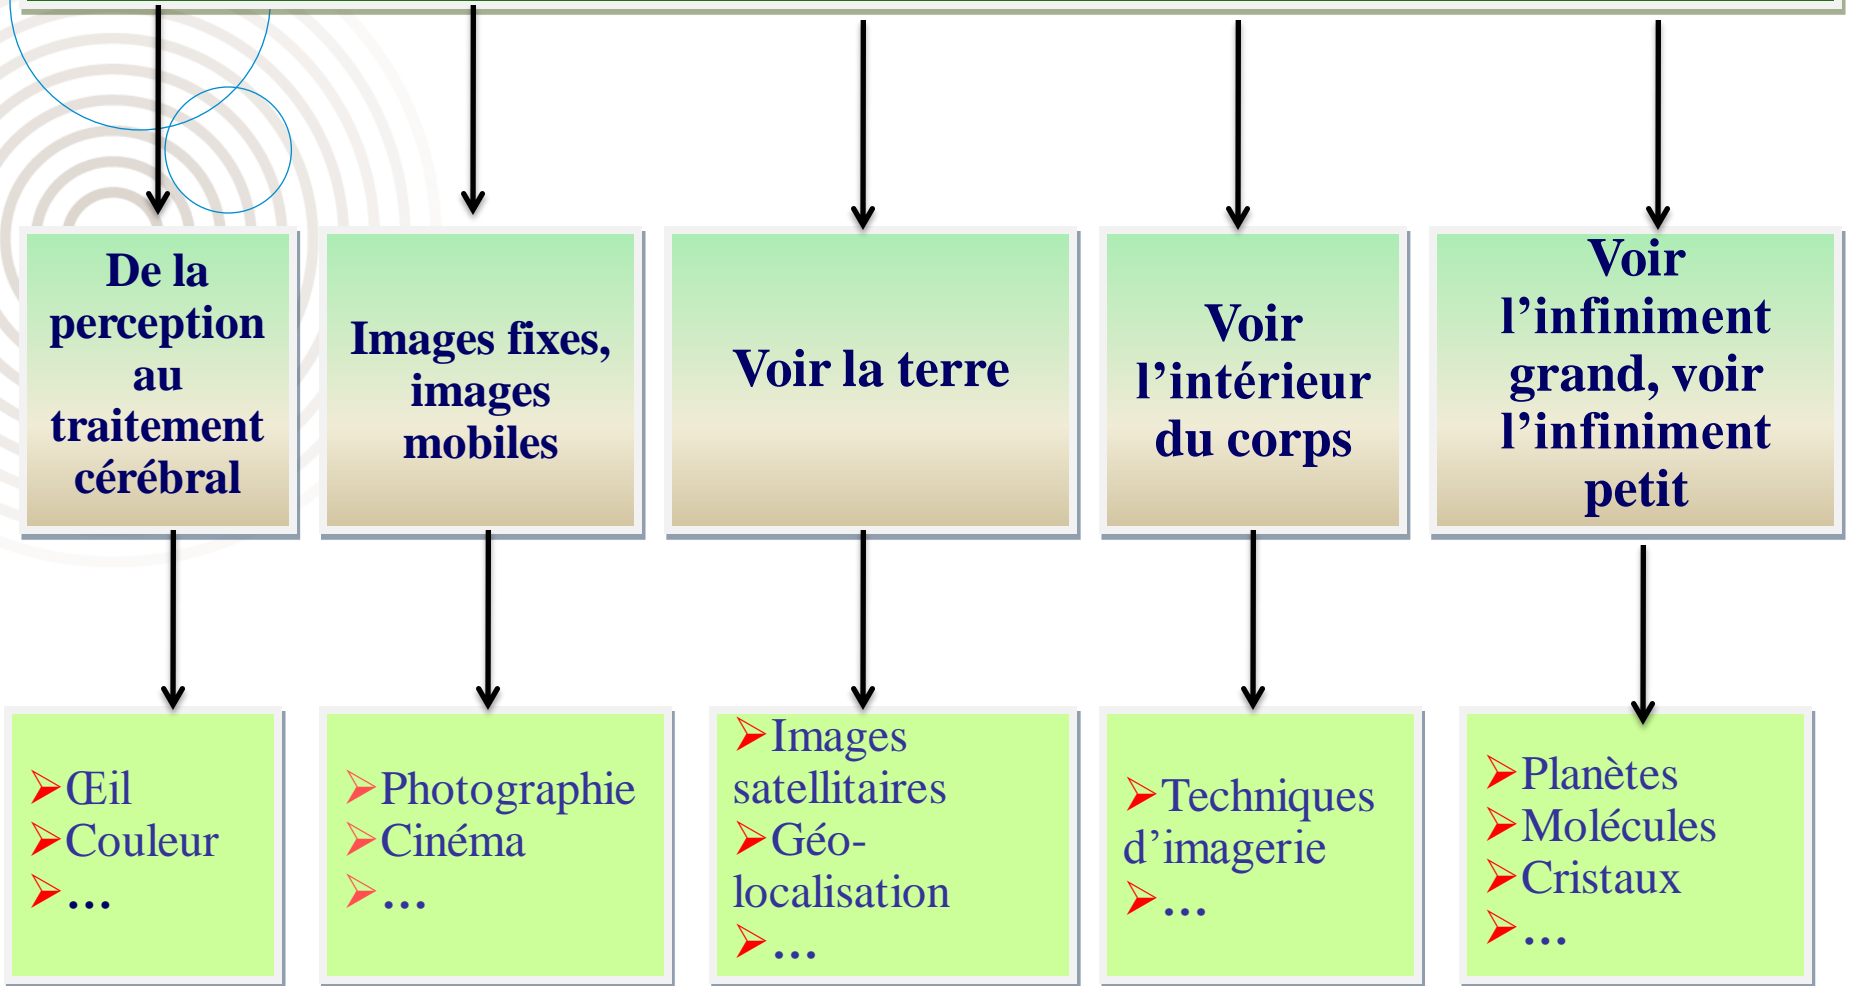 De la
perception
au
traitement
cérébral
Images fixes,
images
mobiles
Voir la terre
Voir
l’intérieur
du corps
Voir
l’infiniment
grand, voir
l’infiniment
petit
➢Œil
➢Couleur
➢...
➢Photographie
➢Cinéma
➢...
➢Images
satellitaires
➢Géo-
localisation
➢...
➢Techniques
d’imagerie
➢...
➢Planètes
➢Molécules
➢Cristaux
➢...